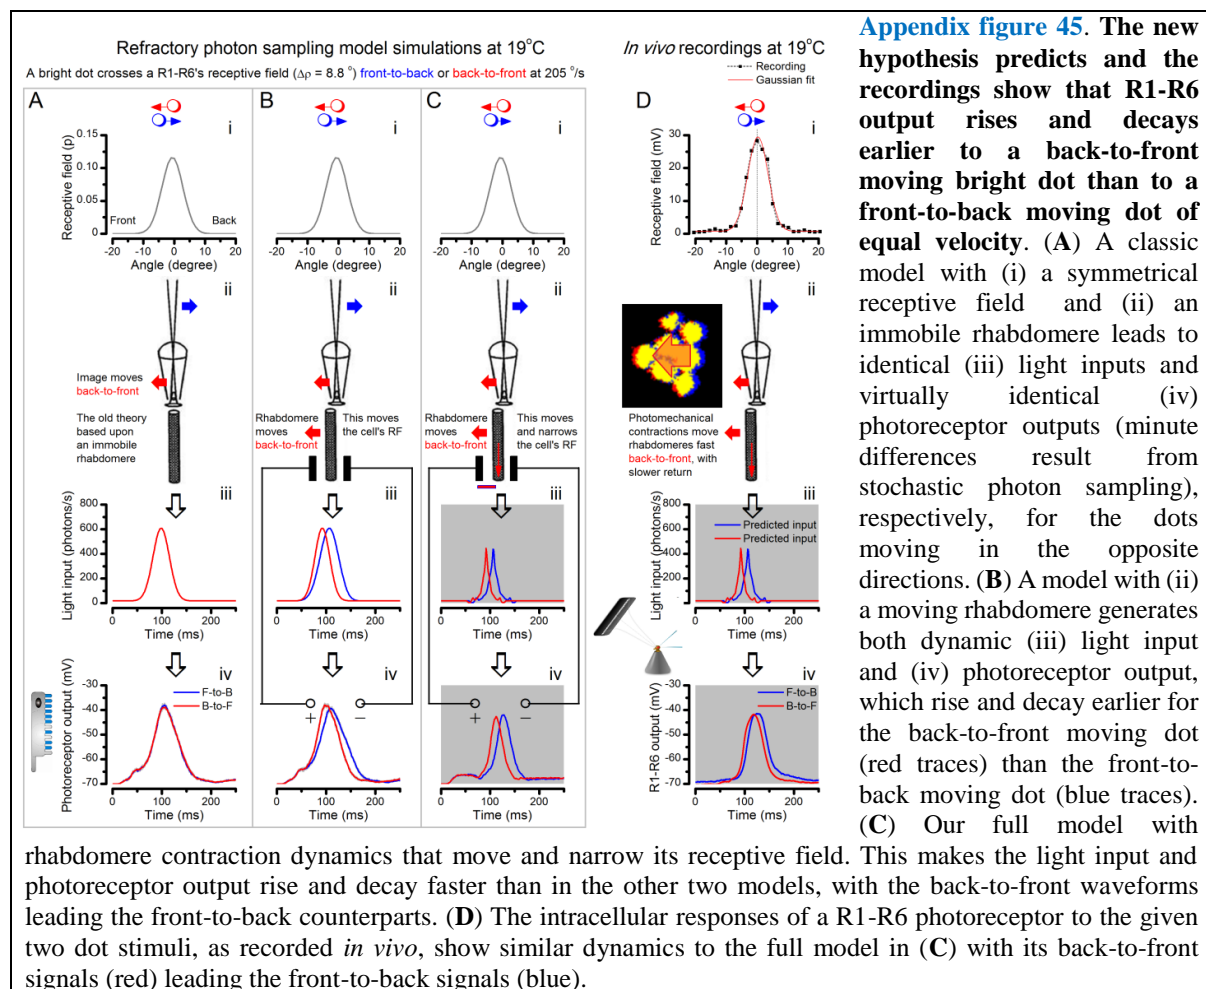 Refractory photon sampling model simulations at 19°C
A bright dot crosses a R1-R6's receptive field (Δρ = 8.8 °) front-to-back or back-to-front at 205 °/s
In vivo recordings at 19°C
Recording
Gaussian fit
A
i
Receptive field (p)
0.15
0.10
0.05
0
Front
Back
-20 -10 0 10 20
Angle (degree)
ii
Image moves
back-to-front
The old theory
based upon
an immobile
rhabdomere
iii
Light input (photons/s)
800
600
400
200
0
0 100 200
Time (ms)
iv
Photoreceptor output (mV)
-30
-40
-50
-60
-70
F-to-B
B-to-F
0 100 200
Time (ms)
B
i
-20 -10 0 10 20
Angle (degree)
ii
Rhabdomere
moves
back-to-front
This moves
the cell's RF
iii
0 100 200
Time (ms)
iv
+ −
0 100 200
Time (ms)
C
i
-20 -10 0 10 20
Angle (degree)
ii
Rhabdomere
moves
back-to-front
This moves
and narrows
the cell's RF
iii
0 100 200
Time (ms)
iv
+ −
0 100 200
Time (ms)
D
i
Receptive field (mV)
30
20
10
0
-20 -10 0 10 20
Angle (degree)
ii
Photomechanical
contractions move
rhabdomeres fast
back-to-front, with
slower return
iii
Light input (photons/s)
800
600
400
200
0
Predicted input
Predicted input
0 100 200
Time (ms)
iv
R1-R6 output (mV)
-30
-40
-50
-60
-70
F-to-B
B-to-F
0 100 200
Time (ms)
Appendix figure 45. The new
hypothesis predicts and the
recordings show that R1-R6
output rises and decays
earlier to a back-to-front
moving bright dot than to a
front-to-back moving dot of
equal velocity. (A) A classic
model with (i) a symmetrical
receptive field and (ii) an
immobile rhabdomere leads to
identical (iii) light inputs and
virtually identical (iv)
photoreceptor outputs (minute
differences result from
stochastic photon sampling),
respectively, for the dots
moving in the opposite
directions. (B) A model with (ii)
a moving rhabdomere generates
both dynamic (iii) light input
and (iv) photoreceptor output,
which rise and decay earlier for
the back-to-front moving dot
(red traces) than the front-to-
back moving dot (blue traces).
(C) Our full model with
rhabdomere contraction dynamics that move and narrow its receptive field. This makes the light input and
photoreceptor output rise and decay faster than in the other two models, with the back-to-front waveforms
leading the front-to-back counterparts. (D) The intracellular responses of a R1-R6 photoreceptor to the given
two dot stimuli, as recorded in vivo, show similar dynamics to the full model in (C) with its back-to-front
signals (red) leading the front-to-back signals (blue).